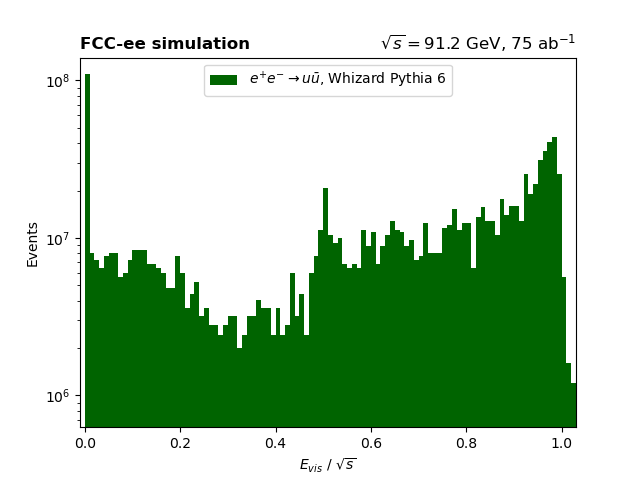 FCC-ee simulation
√s = 91.2 GeV, 75 ab⁻¹
e⁺e⁻ → uū, Whizard Pythia 6
10⁸
10⁷
10⁶
Events
0.0 0.2 0.4 0.6 0.8 1.0
E_vis / √s